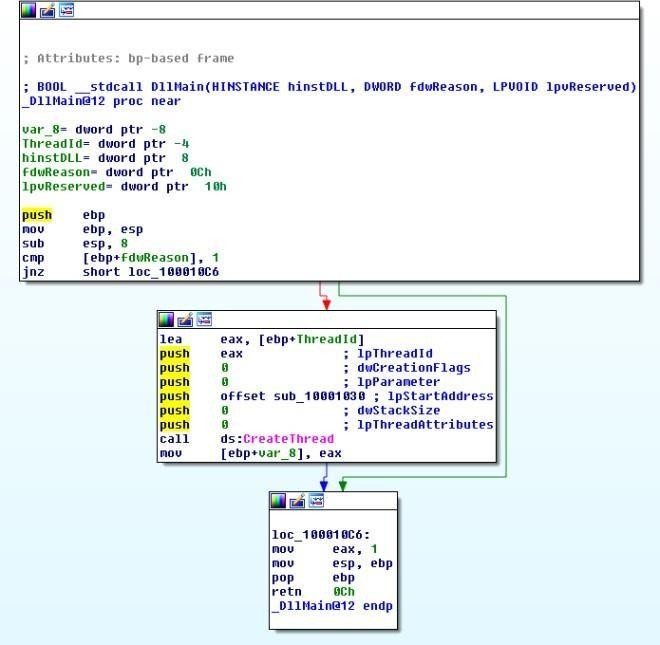 ; Attributes: bp-based frame
; BOOL __stdcall DllMain(HINSTANCE hinstDLL, DWORD fdwReason, LPVOID lpvReserved)
_DllMain@12 proc near
var_8= dword ptr -8
ThreadId= dword ptr -4
hinstDLL= dword ptr  8
fdwReason= dword ptr  0Ch
lpvReserved= dword ptr  10h
push    ebp
mov     ebp, esp
sub     esp, 8
cmp     [ebp+fdwReason], 1
jnz     short loc_100010C6
lea     eax, [ebp+ThreadId]
push    eax             ; lpThreadId
push    0               ; dwCreationFlags
push    0               ; lpParameter
push    offset sub_10001030 ; lpStartAddress
push    0               ; dwStackSize
push    0               ; lpThreadAttributes
call    ds:CreateThread
mov     [ebp+var_8], eax
loc_100010C6:
mov     eax, 1
mov     esp, ebp
pop     ebp
retn    0Ch
_DllMain@12 endp